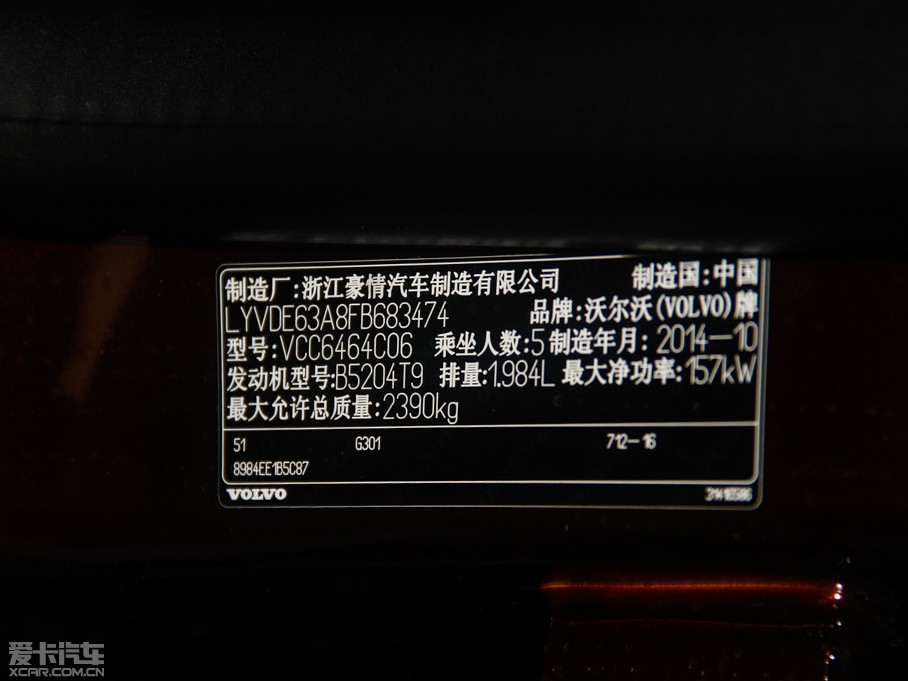 制造厂:浙江豪情汽车制造有限公司 制造国:中国
LYVDE63A8FB683474 品牌:沃尔沃(VOLVO)牌
型号:VCC6464C06 乘坐人数:5 制造年月: 2014-10
发动机型号:B5204T9 排量:1.984L 最大净功率:157kW
最大允许总质量:2390kg
51 G301 712-16
8984EE1B5C87
VOLVO
爱卡汽车
XCAR.COM.CN